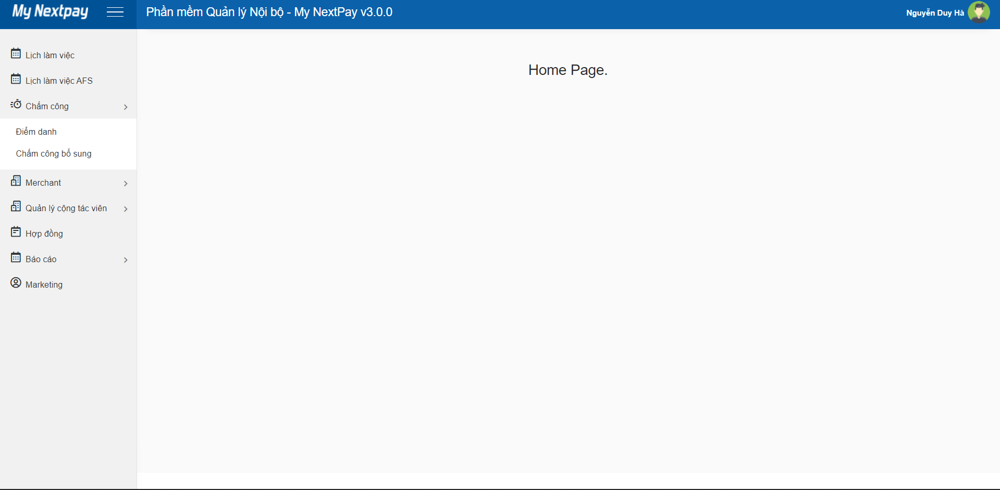 My Nextpay
Phần mềm Quản lý Nội bộ - My NextPay v3.0.0
Nguyễn Duy Hà
Lịch làm việc
Lịch làm việc AFS
Chấm công
Điểm danh
Chấm công bổ sung
Merchant
Quản lý cộng tác viên
Hợp đồng
Báo cáo
Marketing
Home Page.